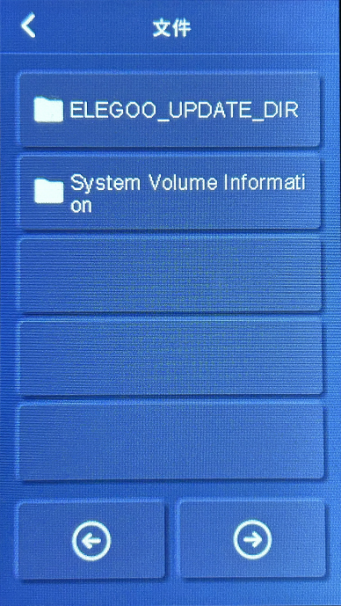 文件
ELEGOO_UPDATE_DIR
System Volume Informati
on